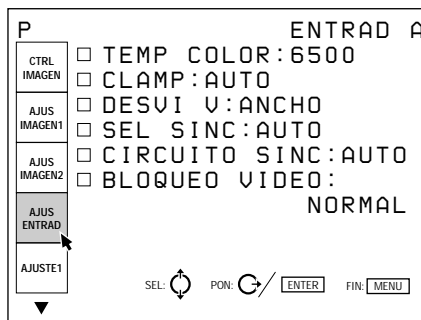 P ENTRAD A
CTRL
IMAGEN
AJUS
IMAGEN1
AJUS
IMAGEN2
AJUS
ENTRAD
AJUSTE1
TEMP COLOR:6500
CLAMP:AUTO
DESVI V:ANCHO
SEL SINC:AUTO
CIRCUITO SINC:AUTO
BLOQUEO VIDEO:
NORMAL
SEL: PON: / ENTER FIN: MENU